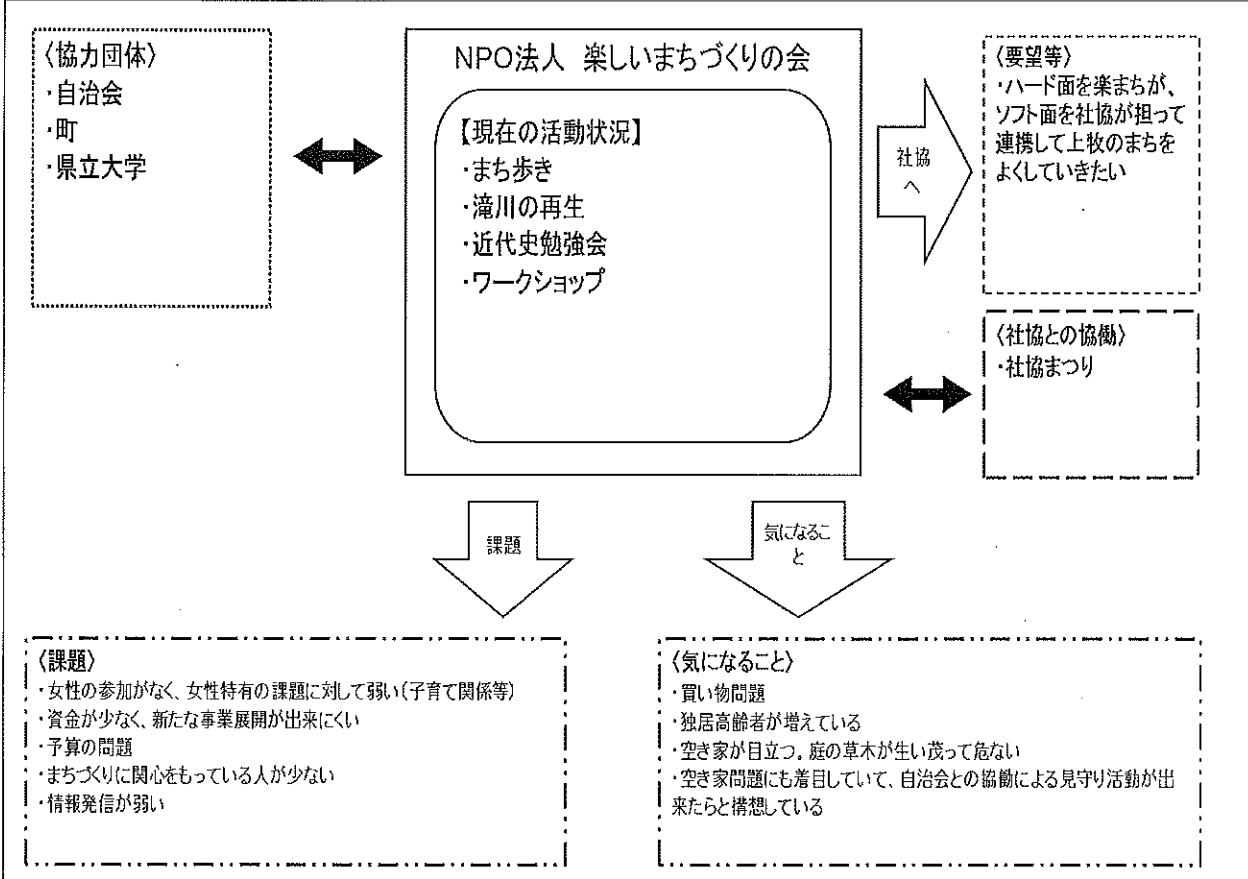 〈協力団体〉
・自治会
・町
・県立大学
NPO法人 楽しいまちづくりの会
【現在の活動状況】
・まち歩き
・滝川の再生
・近代史勉強会
・ワークショップ
社協
へ
〈要望等〉
・ハード面を楽まちが、
ソフト面を社協が担って
連携して上牧のまちを
よくしていきたい
〈社協との協働〉
・社協まつり
課題
気になるこ
と
〈課題〉
・女性の参加がなく、女性特有の課題に対して弱い(子育て関係等)
・資金が少なく、新たな事業展開が出来にくい
・予算の問題
・まちづくりに関心をもっている人が少ない
・情報発信が弱い
〈気になること〉
・買い物問題
・独居高齢者が増えている
・空き家が目立つ。庭の草木が生い茂って危ない
・空き家問題にも着目していて、自治会との協働による見守り活動が出
来たらと構想している